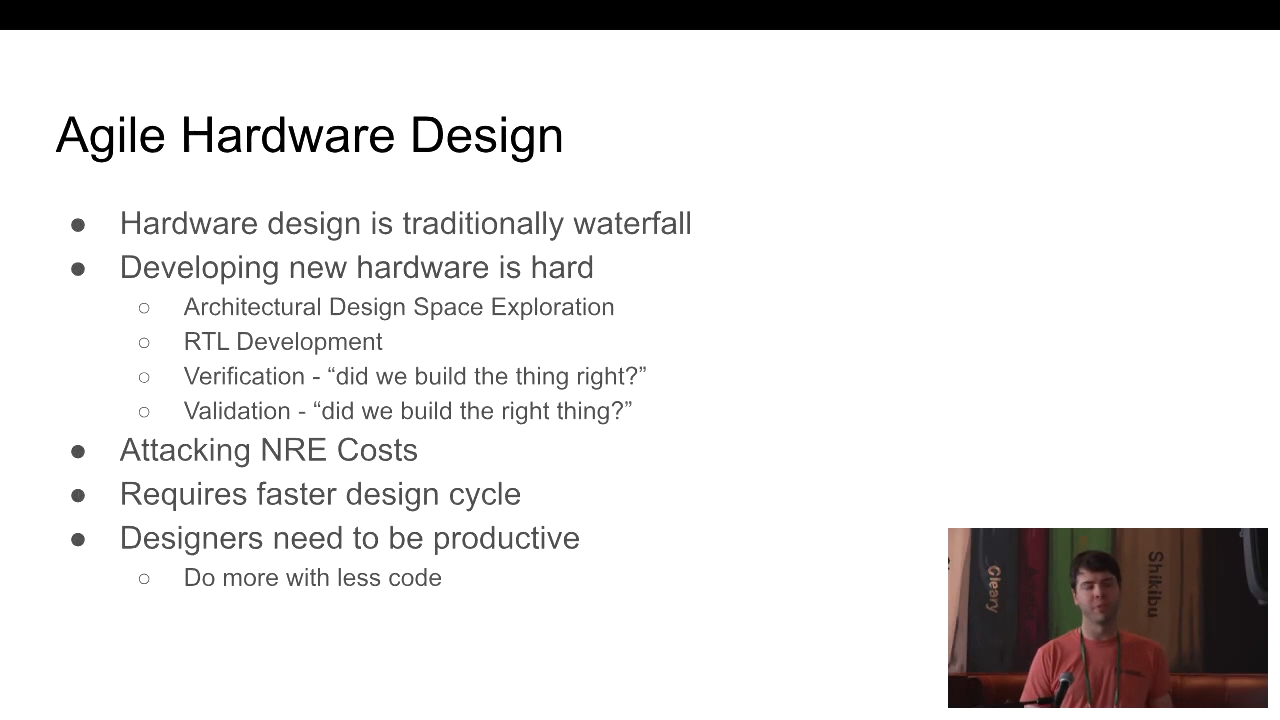 Agile Hardware Design
● Hardware design is traditionally waterfall
● Developing new hardware is hard
○ Architectural Design Space Exploration
○ RTL Development
○ Verification - “did we build the thing right?”
○ Validation - “did we build the right thing?”
● Attacking NRE Costs
● Requires faster design cycle
● Designers need to be productive
○ Do more with less code
Cleary
Shikibu